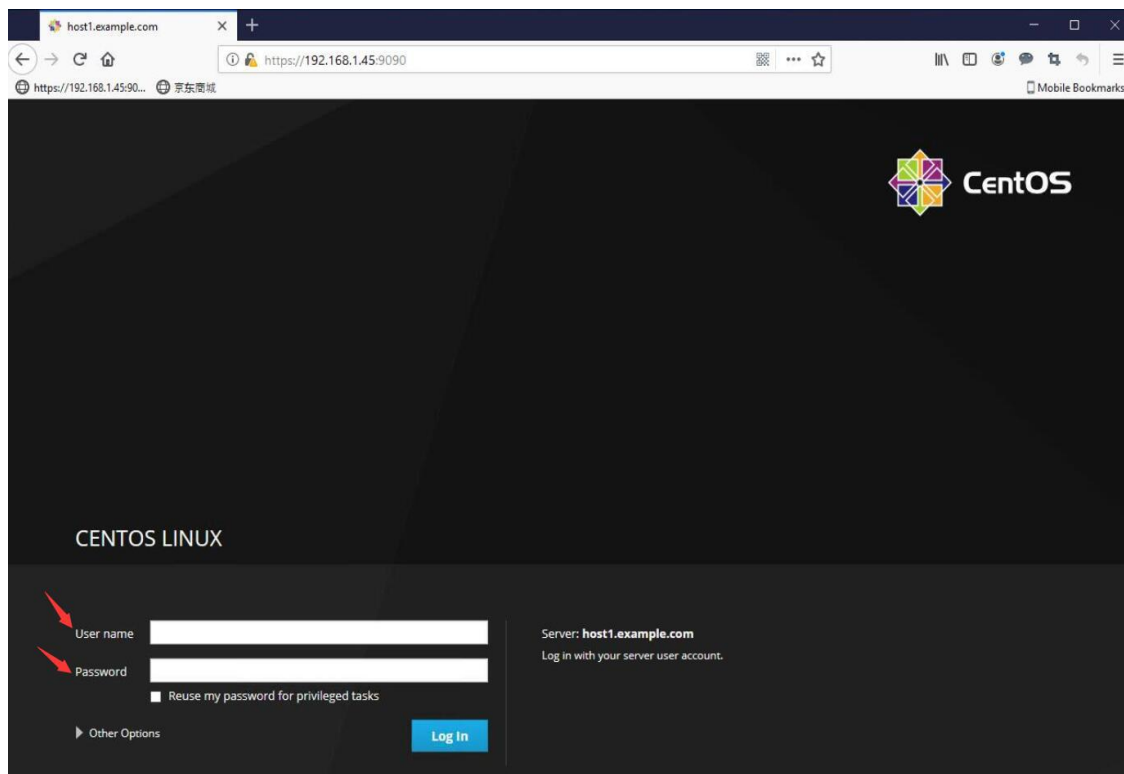 host1.example.com
https://192.168.1.45:9090
https://192.168.1.45:90... 京东商城 Mobile Bookmarks
CentOS
CENTOS LINUX
User name
Password
Reuse my password for privileged tasks
Other Options
Log In
Server: host1.example.com
Log in with your server user account.